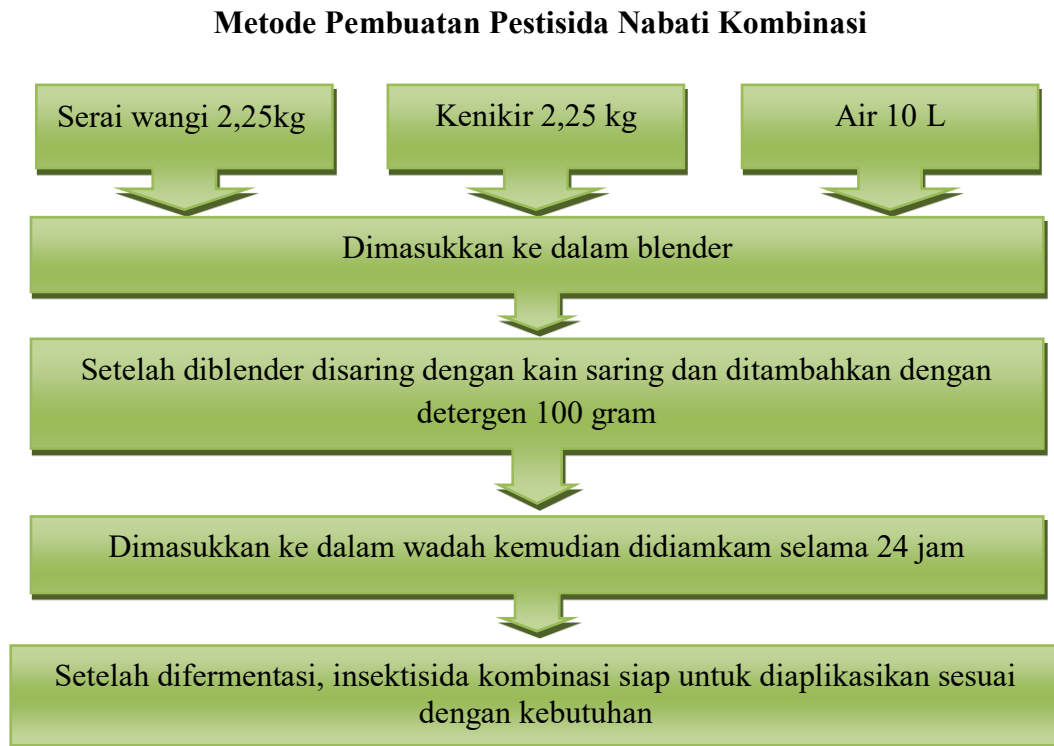 Metode Pembuatan Pestisida Nabati Kombinasi
Serai wangi 2,25kg
Kenikir 2,25 kg
Air 10 L
Dimasukkan ke dalam blender
Setelah diblender disaring dengan kain saring dan ditambahkan dengan
detergen 100 gram
Dimasukkan ke dalam wadah kemudian didiamkam selama 24 jam
Setelah difermentasi, insektisida kombinasi siap untuk diaplikasikan sesuai
dengan kebutuhan